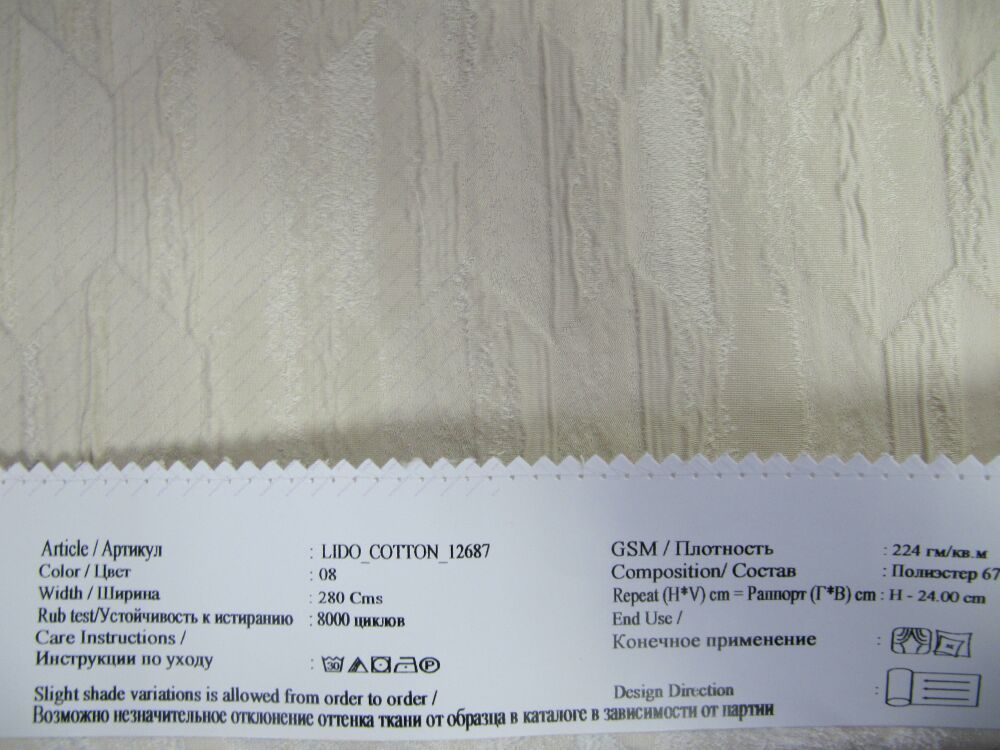 Article / Артикул : LIDO_COTTON_12687
Color / Цвет : 08
Width / Ширина : 280 Cms
Rub test/Устойчивость к истиранию : 8000 циклов
Care Instructions /
Инструкции по уходу : 30 P
Slight shade variations is allowed from order to order /
Возможно незначительное отклонение оттенка ткани от образца в каталоге в зависимости от партии
GSM / Плотность : 224 гм/кв.м
Composition/ Состав : Полиэстер 67
Repeat (H*V) cm = Раппорт (Г*В) cm : H - 24.00 cm
End Use /
Конечное применение :
Design Direction :